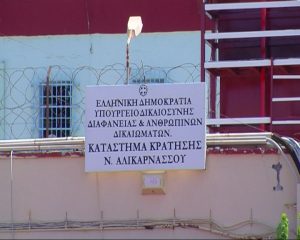 ΕΛΛΗΝΙΚΗ ΔΗΜΟΚΡΑΤΙΑ
ΥΠΟΥΡΓΕΙΟ ΔΙΚΑΙΟΣΥΝΗΣ
ΔΙΑΦΑΝΕΙΑΣ & ΑΝΘΡΩΠΙΝΩΝ
ΔΙΚΑΙΩΜΑΤΩΝ.
ΚΑΤΑΣΤΗΜΑ ΚΡΑΤΗΣΗΣ
Ν. ΑΛΙΚΑΡΝΑΣΣΟΥ